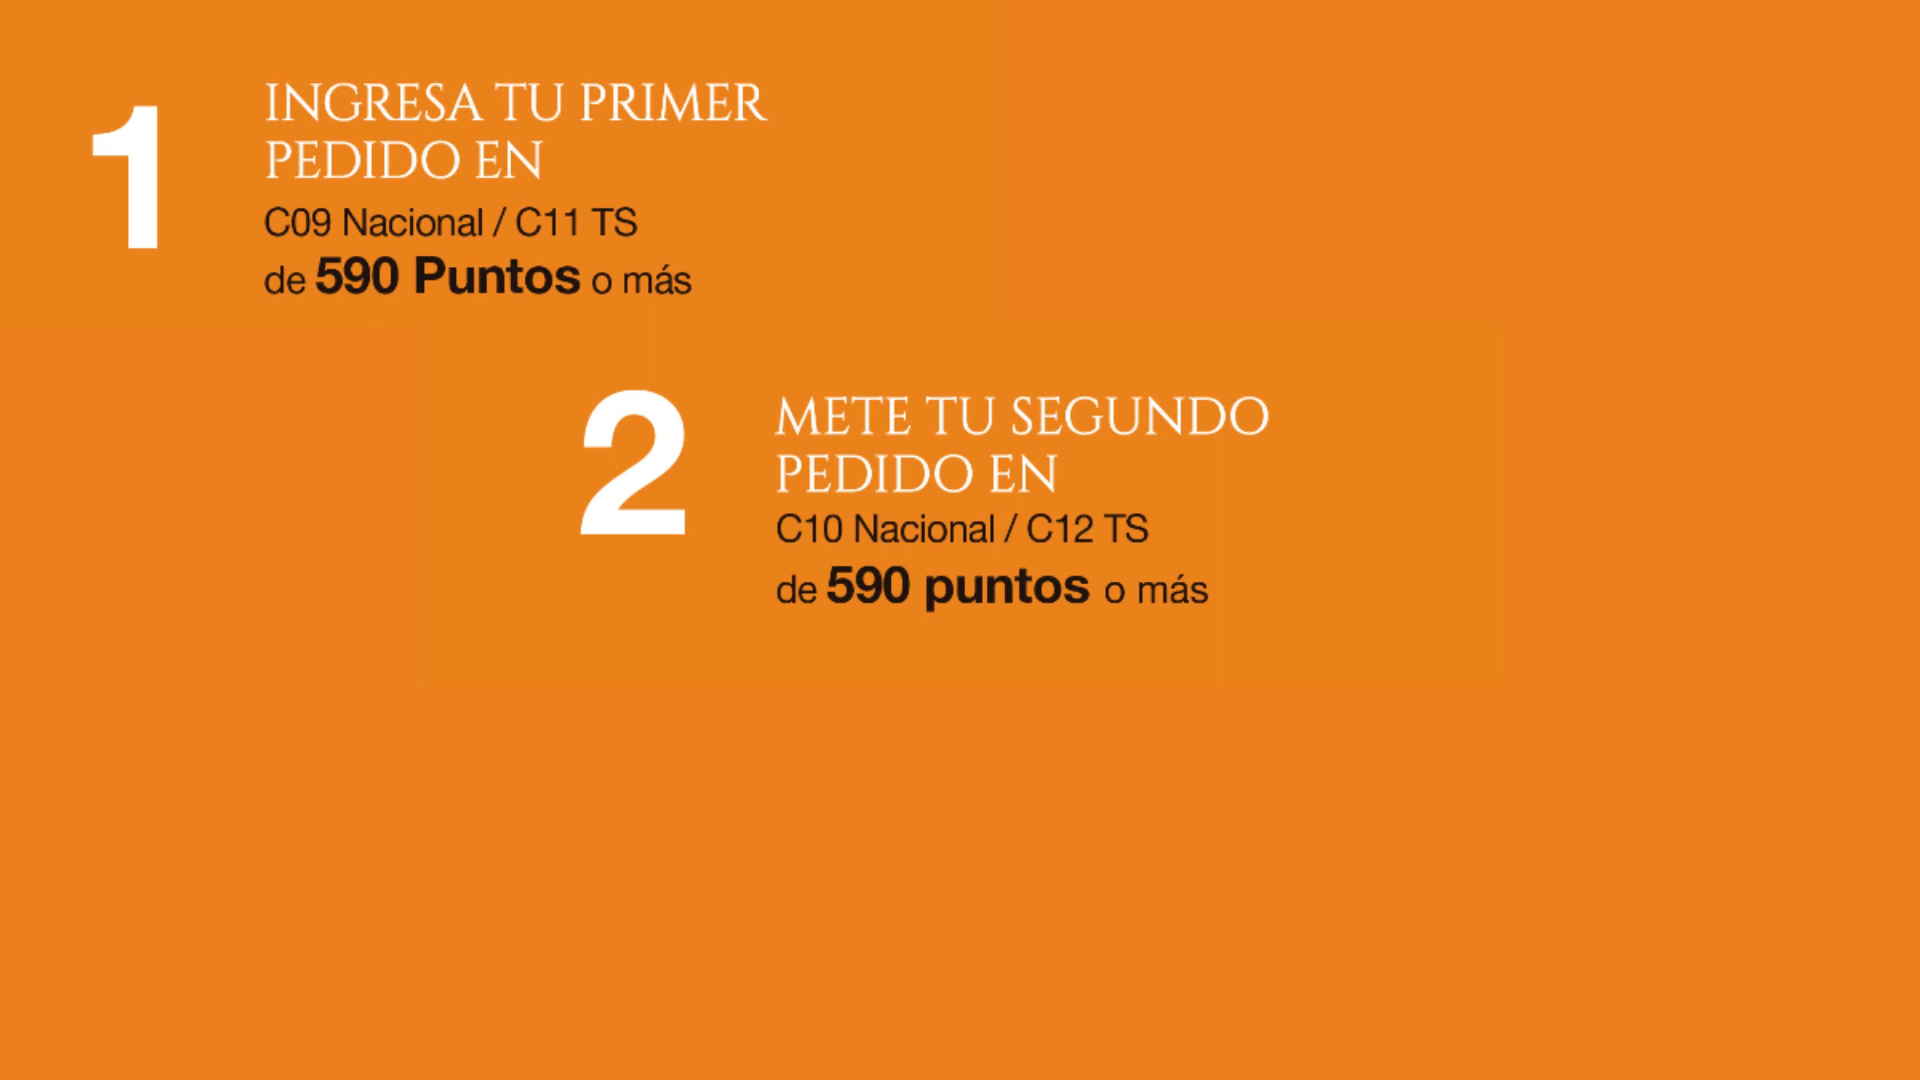 1
INGRESA TU PRIMER
PEDIDO EN
C09 Nacional / C11 TS
de 590 Puntos o más
2
METE TU SEGUNDO
PEDIDO EN
C10 Nacional / C12 TS
de 590 puntos o más